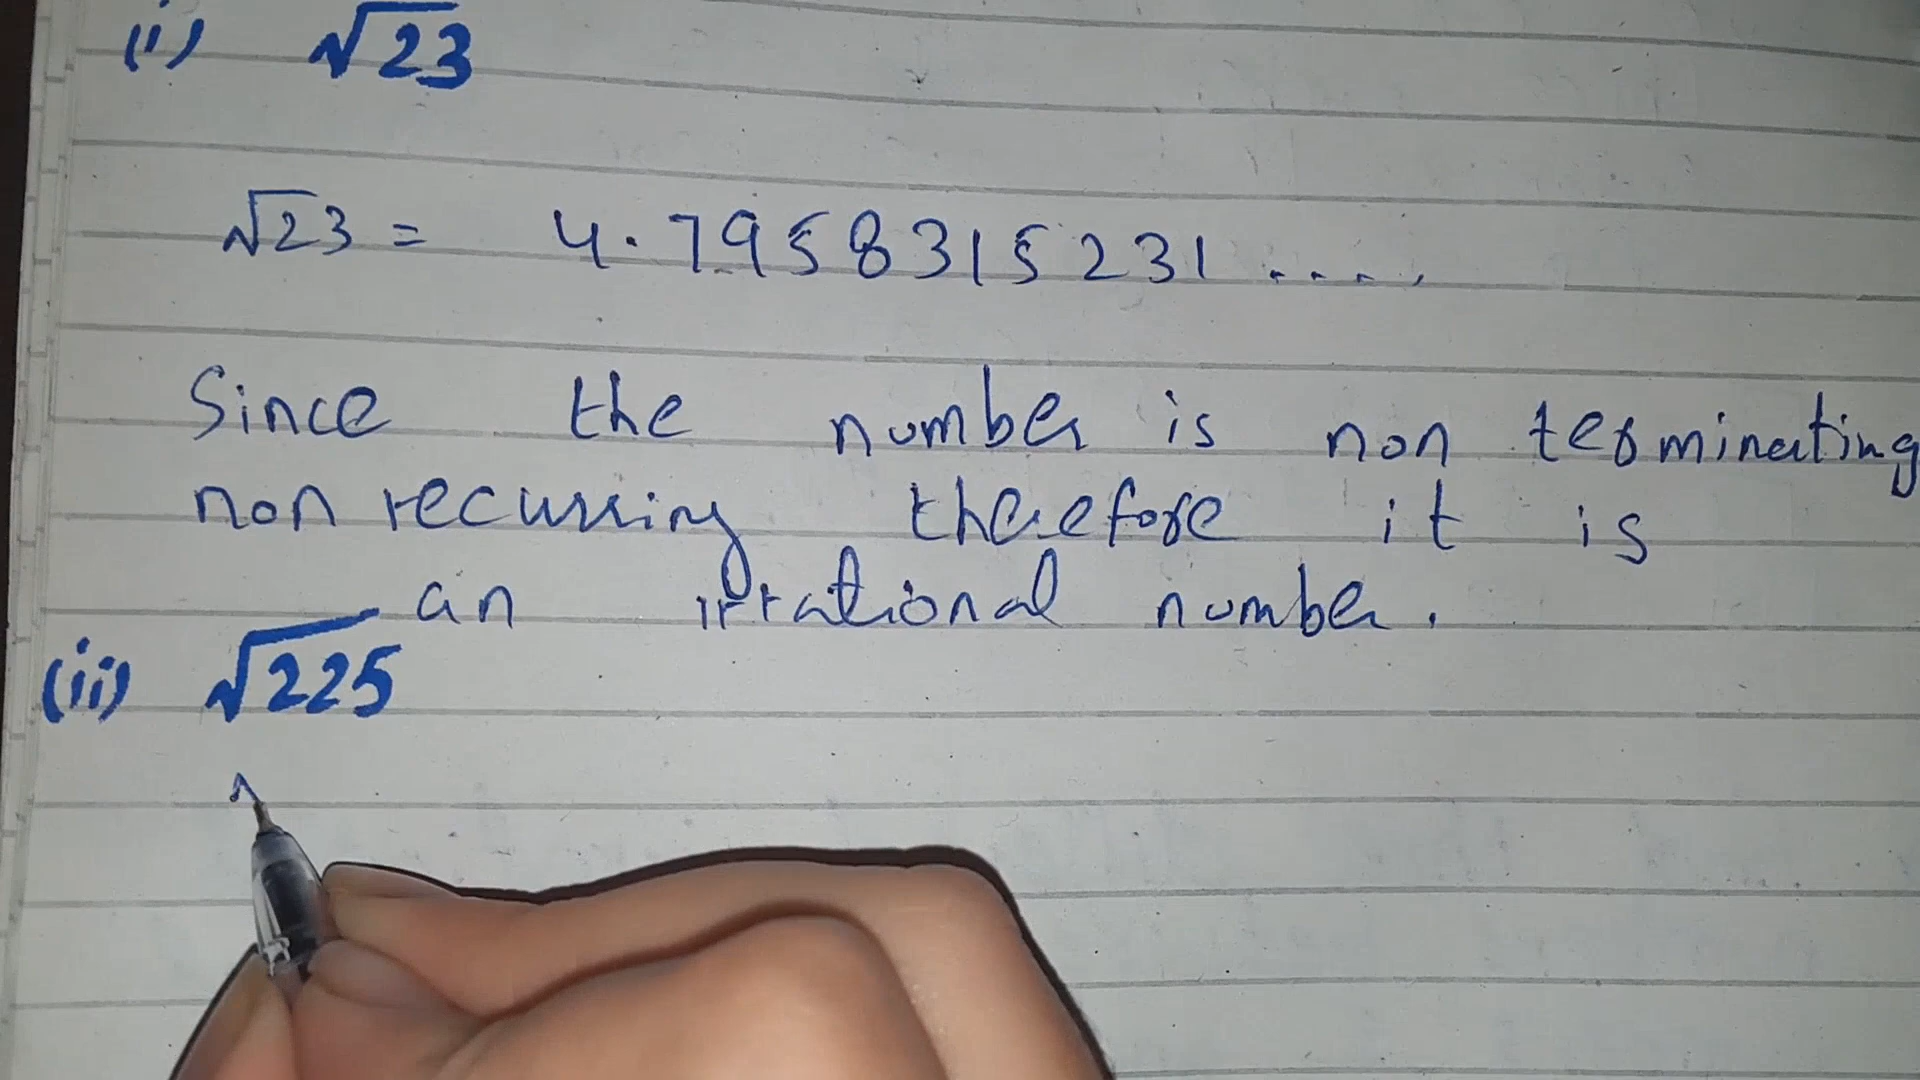 (i) √23
√23 = 4.7958315231....,
Since the number is non terminating
non recurring therefore it is
an irrational number.
(ii) √225